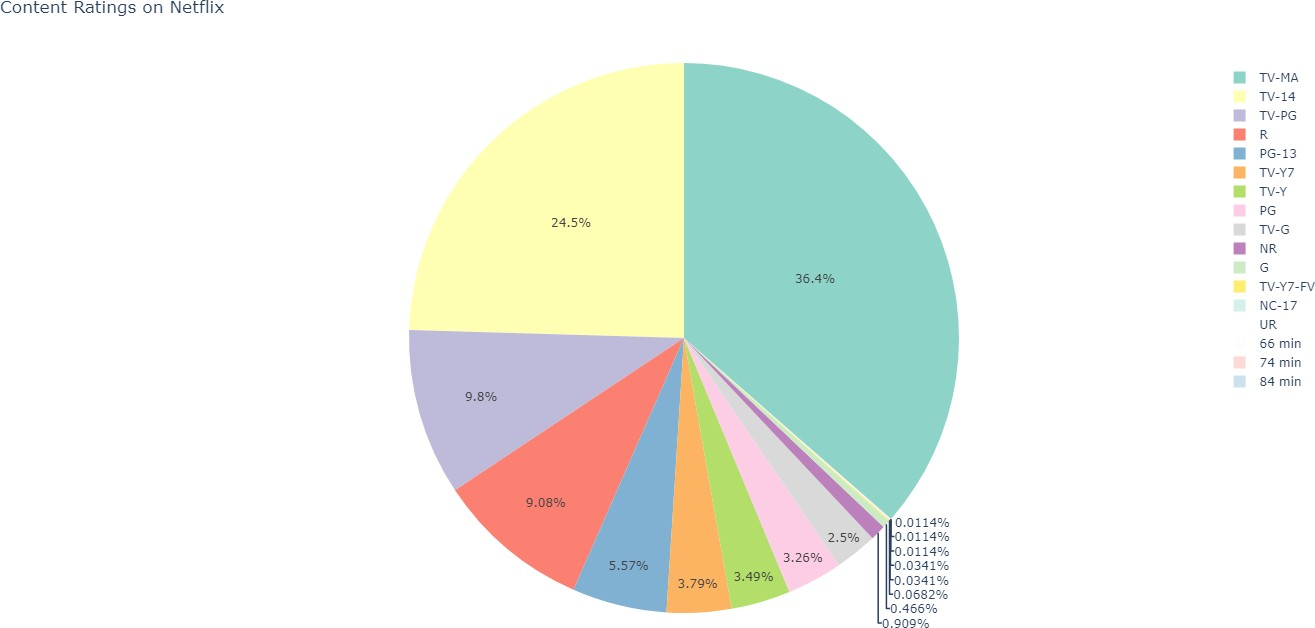 Content Ratings on Netflix
TV-MA
TV-14
TV-PG
R
PG-13
TV-Y7
TV-Y
PG
TV-G
NR
G
TV-Y7-FV
NC-17
UR
66 min
74 min
84 min
24.5%
36.4%
9.8%
9.08%
5.57%
3.79%
3.49%
3.26%
2.5%
0.0114%
0.0114%
0.0114%
0.0341%
0.0341%
0.0682%
0.466%
0.909%